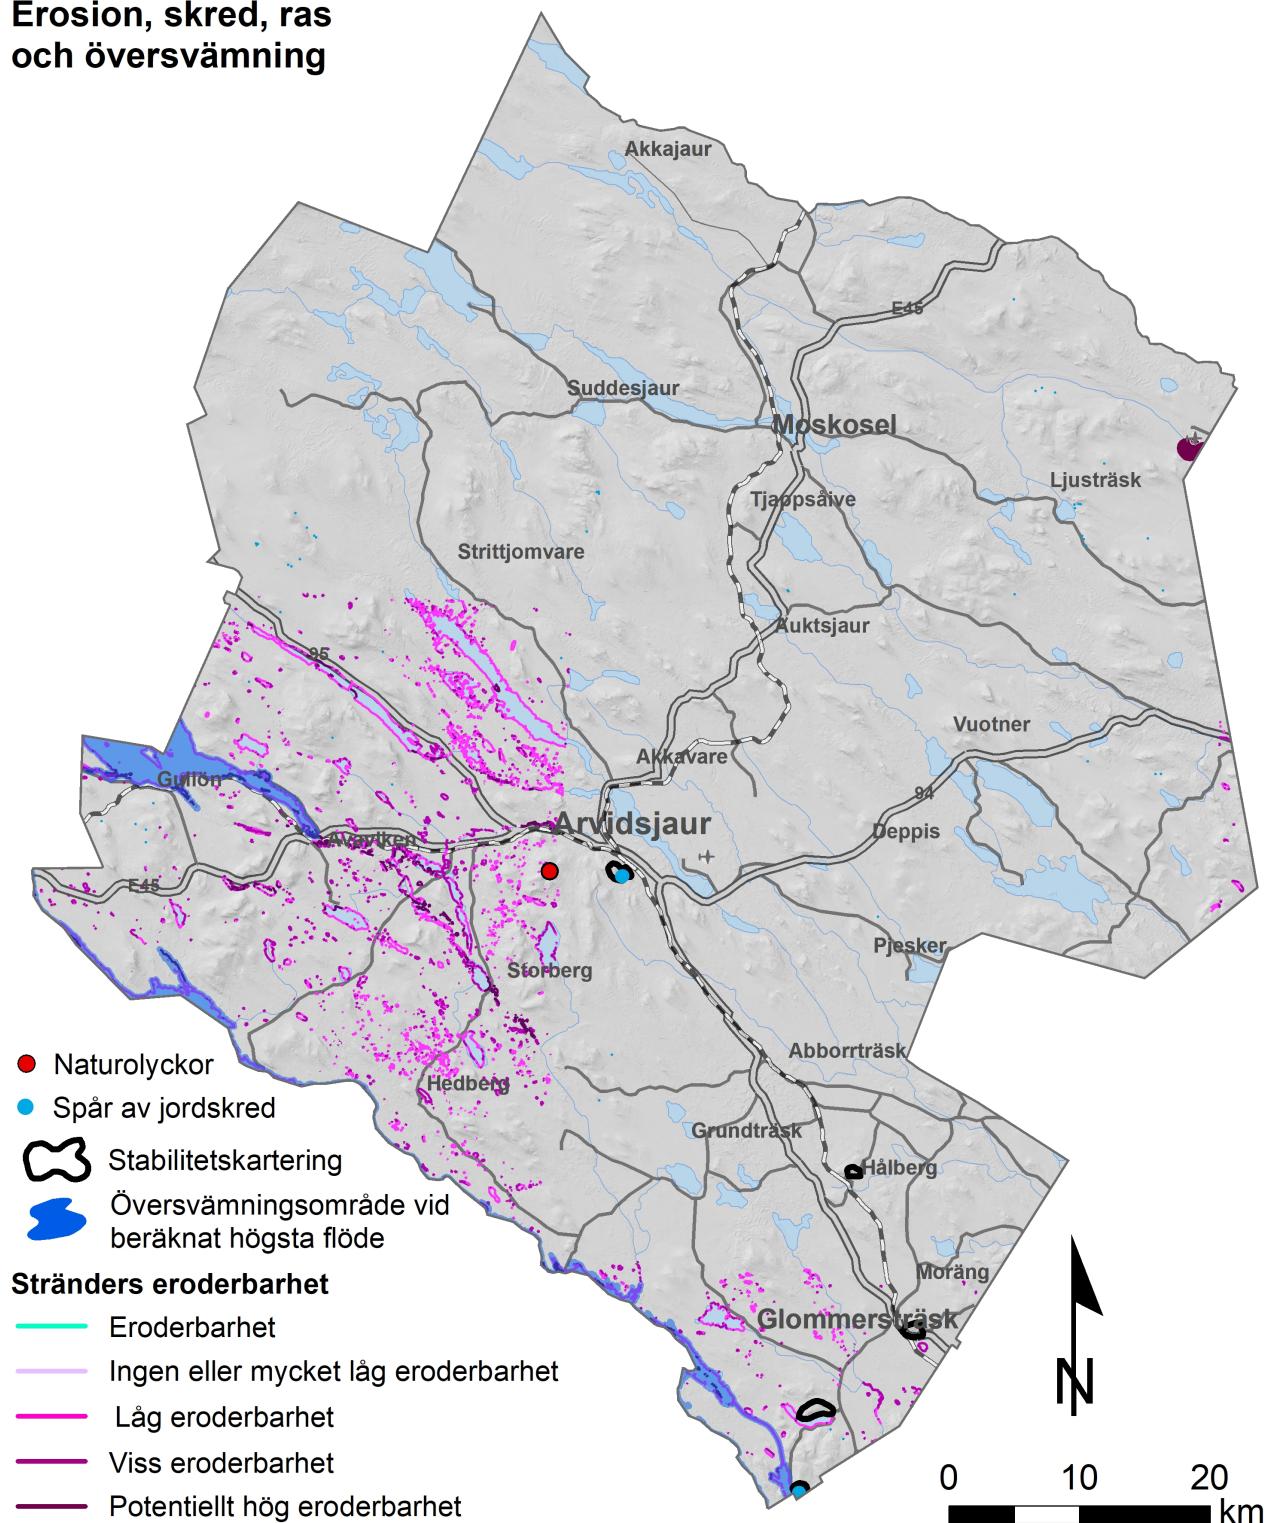 Erosion, skred, ras
och översvämning
Akkajaur
E45
Suddesjaur
Moskosel
Ljusträsk
Tjappsåive
Strittjomvare
Auktsjaur
95
Vuotner
Akkavare
Gullön
94
Arvidsjaur
Deppis
Avaviken
E45
Pjesker
Storberg
Abborrträsk
Hedberg
Grundträsk
Hålberg
Moräng
Glommersträsk
Naturolyckor
Spår av jordskred
Stabilitetskartering
Översvämningsområde vid
beräknat högsta flöde
Stränders eroderbarhet
Eroderbarhet
Ingen eller mycket låg eroderbarhet
Låg eroderbarhet
Viss eroderbarhet
Potentiellt hög eroderbarhet
N
0 10 20
km